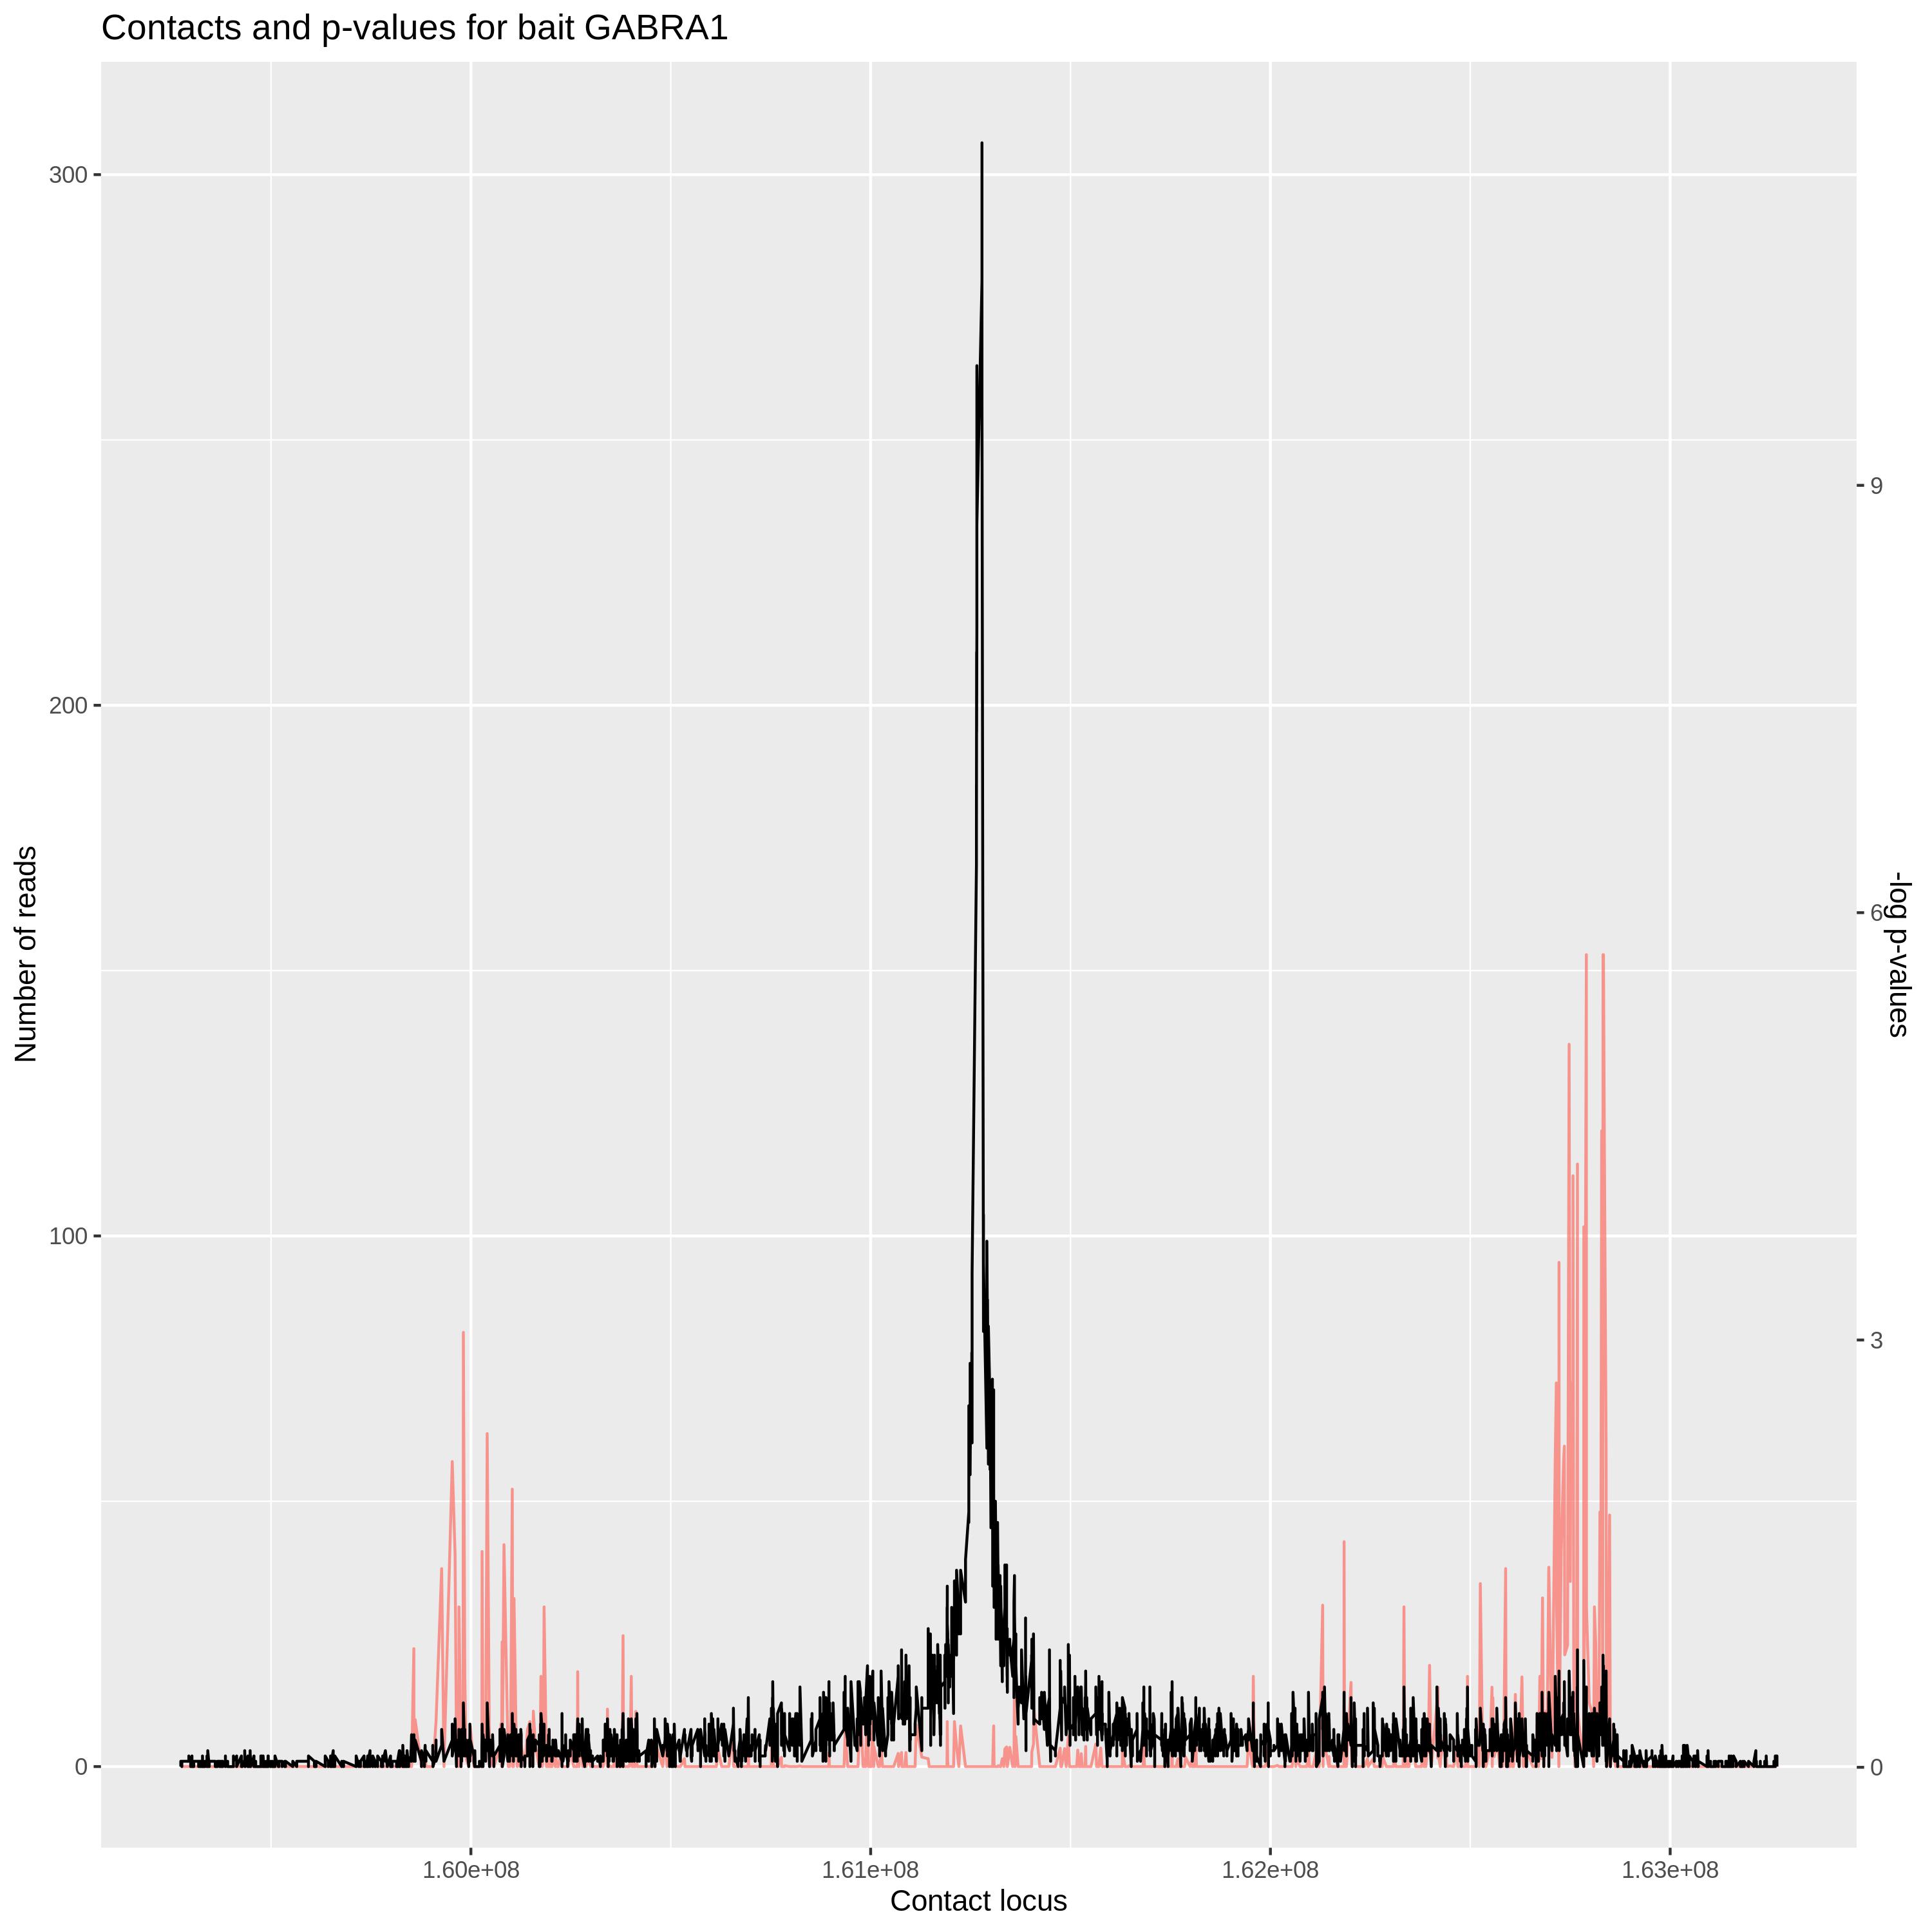 Contacts and p-values for bait GABRA1
Number of reads
300
200
100
0
9
6
3
0
-log p-values
1.60e+08
1.61e+08
1.62e+08
1.63e+08
Contact locus